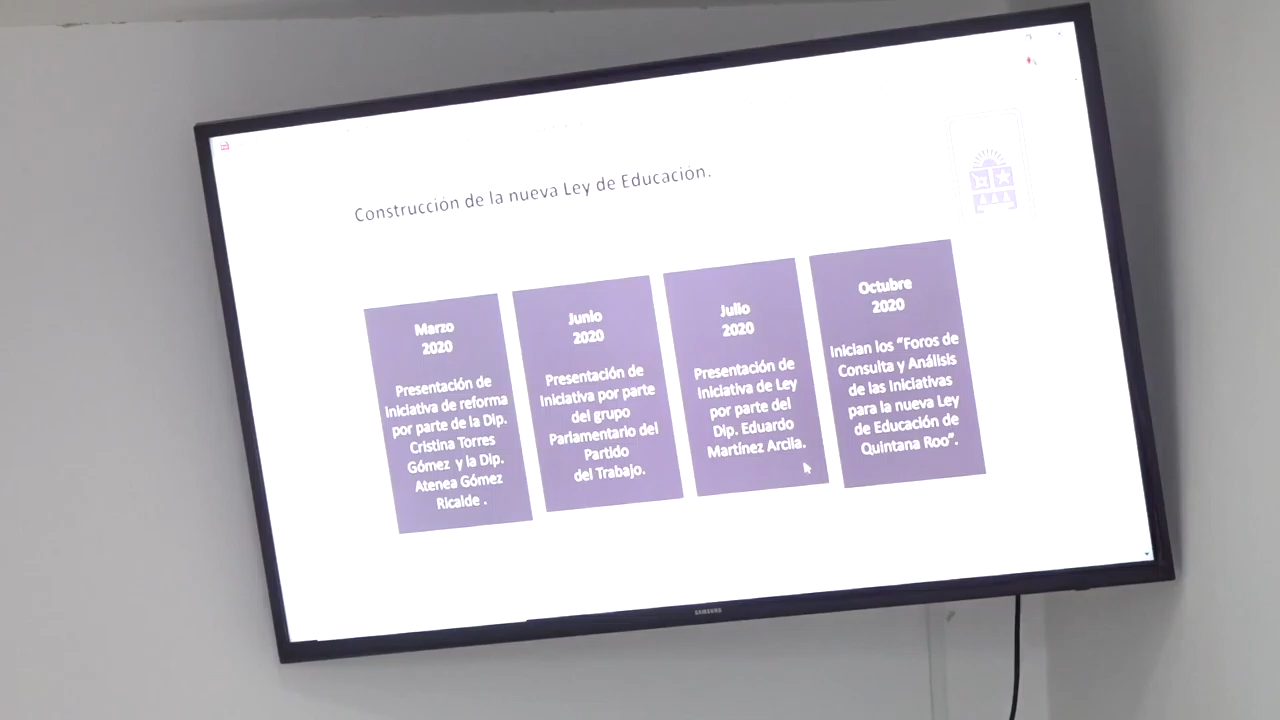 Construcción de la nueva Ley de Educación.
Marzo
2020
Presentación de
Iniciativa de reforma
por parte de la Dip.
Cristina Torres
Gómez y la Dip.
Atenea Gómez
Ricalde .
Junio
2020
Presentación de
Iniciativa por parte
del grupo
Parlamentario del
Partido
del Trabajo.
Julio
2020
Presentación de
Iniciativa de Ley
por parte del
Dip. Eduardo
Martínez Arcila.
Octubre
2020
Inician los “Foros de
Consulta y Análisis
de las Iniciativas
para la nueva Ley
de Educación de
Quintana Roo”.
SAMSUNG